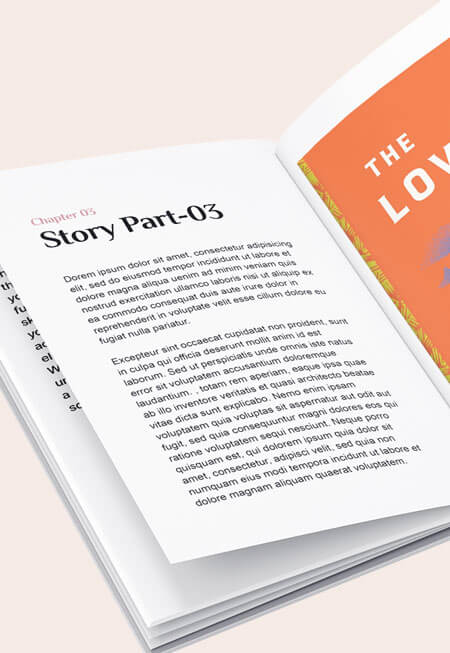 Chapter 03
Story Part-03
Dorem ipsum dolor sit amet, consectetur adipisicing
elit, sed do eiusmod tempor incididunt ut labore et
dolore magna aliqua uenim ad minim veniam quis
nostrud exercitation ullamco laboris nisi ut aliquip ex
ea commodo consequat duis aute irure dolor in
reprehenderit in voluptate velit esse cillum dolore eu
fugiat nulla pariatur.
Excepteur sint occaecat cupidatat non proident, sunt
in culpa qui officia deserunt mollit anim id est
laborum. Sed ut perspiciatis unde omnis iste natus
error sit voluptatem accusantium doloremque
laudantium. , totam rem aperiam, eaque ipsa quae
ab illo inventore veritatis et quasi architecto beatae
vitae dicta sunt explicabo. Nemo enim ipsam
voluptatem quia voluptas sit aspernatur aut odit aut
fugit, sed quia consequuntur magni dolores eos qui
ratione voluptatem sequi nesciunt. Neque porro
quisquam est, qui dolorem ipsum quia dolor sit
amet, consectetur, adipisci velit, sed quia non
numquam eius modi tempora incidunt ut labore et
dolore magnam aliquam quaerat voluptatem.
THE
LOV